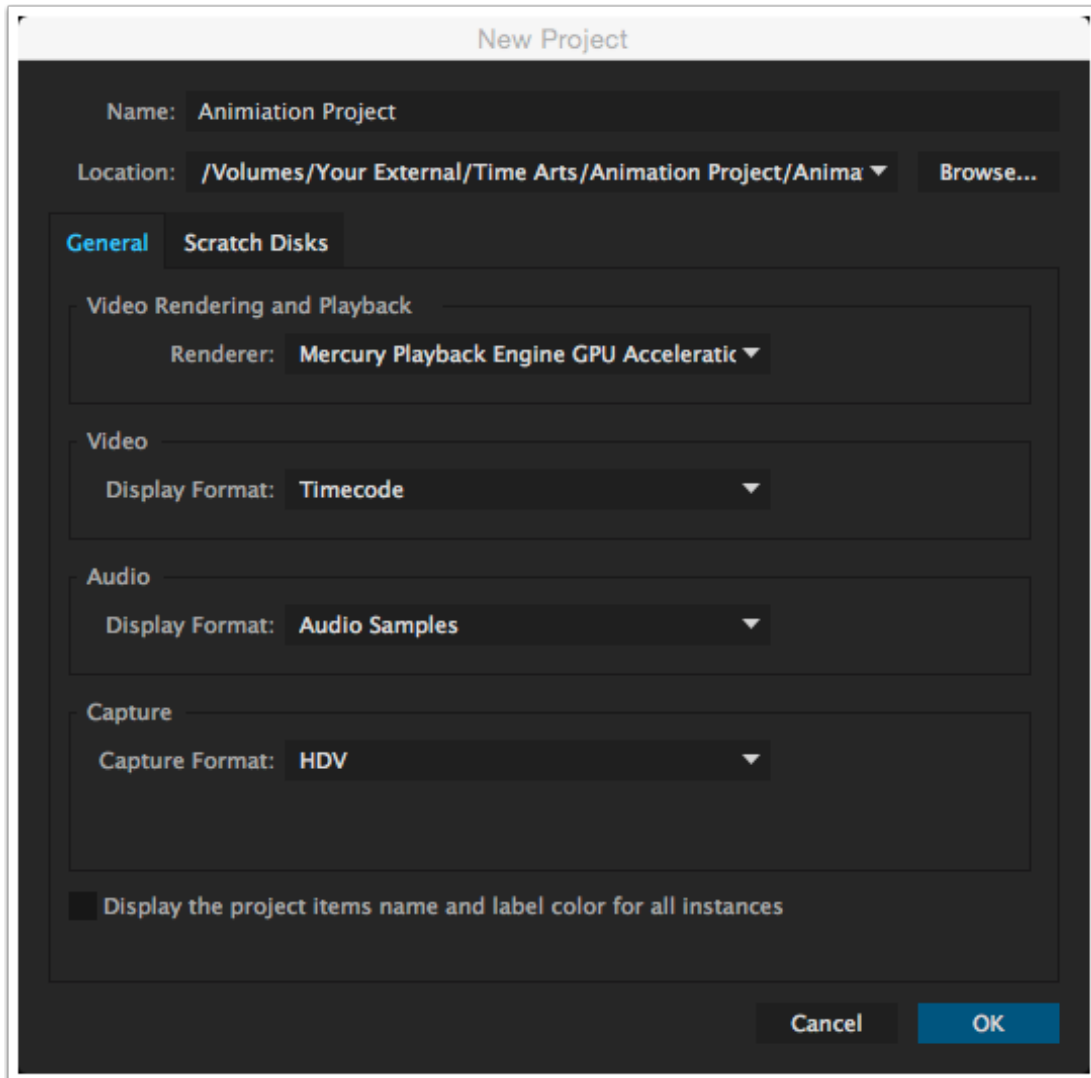 New Project
Name: Animiation Project
Location: /Volumes/Your External/Time Arts/Animation Project/Anima Browse...
General Scratch Disks
Video Rendering and Playback
Renderer: Mercury Playback Engine GPU Acceleratic
Video
Display Format: Timecode
Audio
Display Format: Audio Samples
Capture
Capture Format: HDV
Display the project items name and label color for all instances
Cancel OK